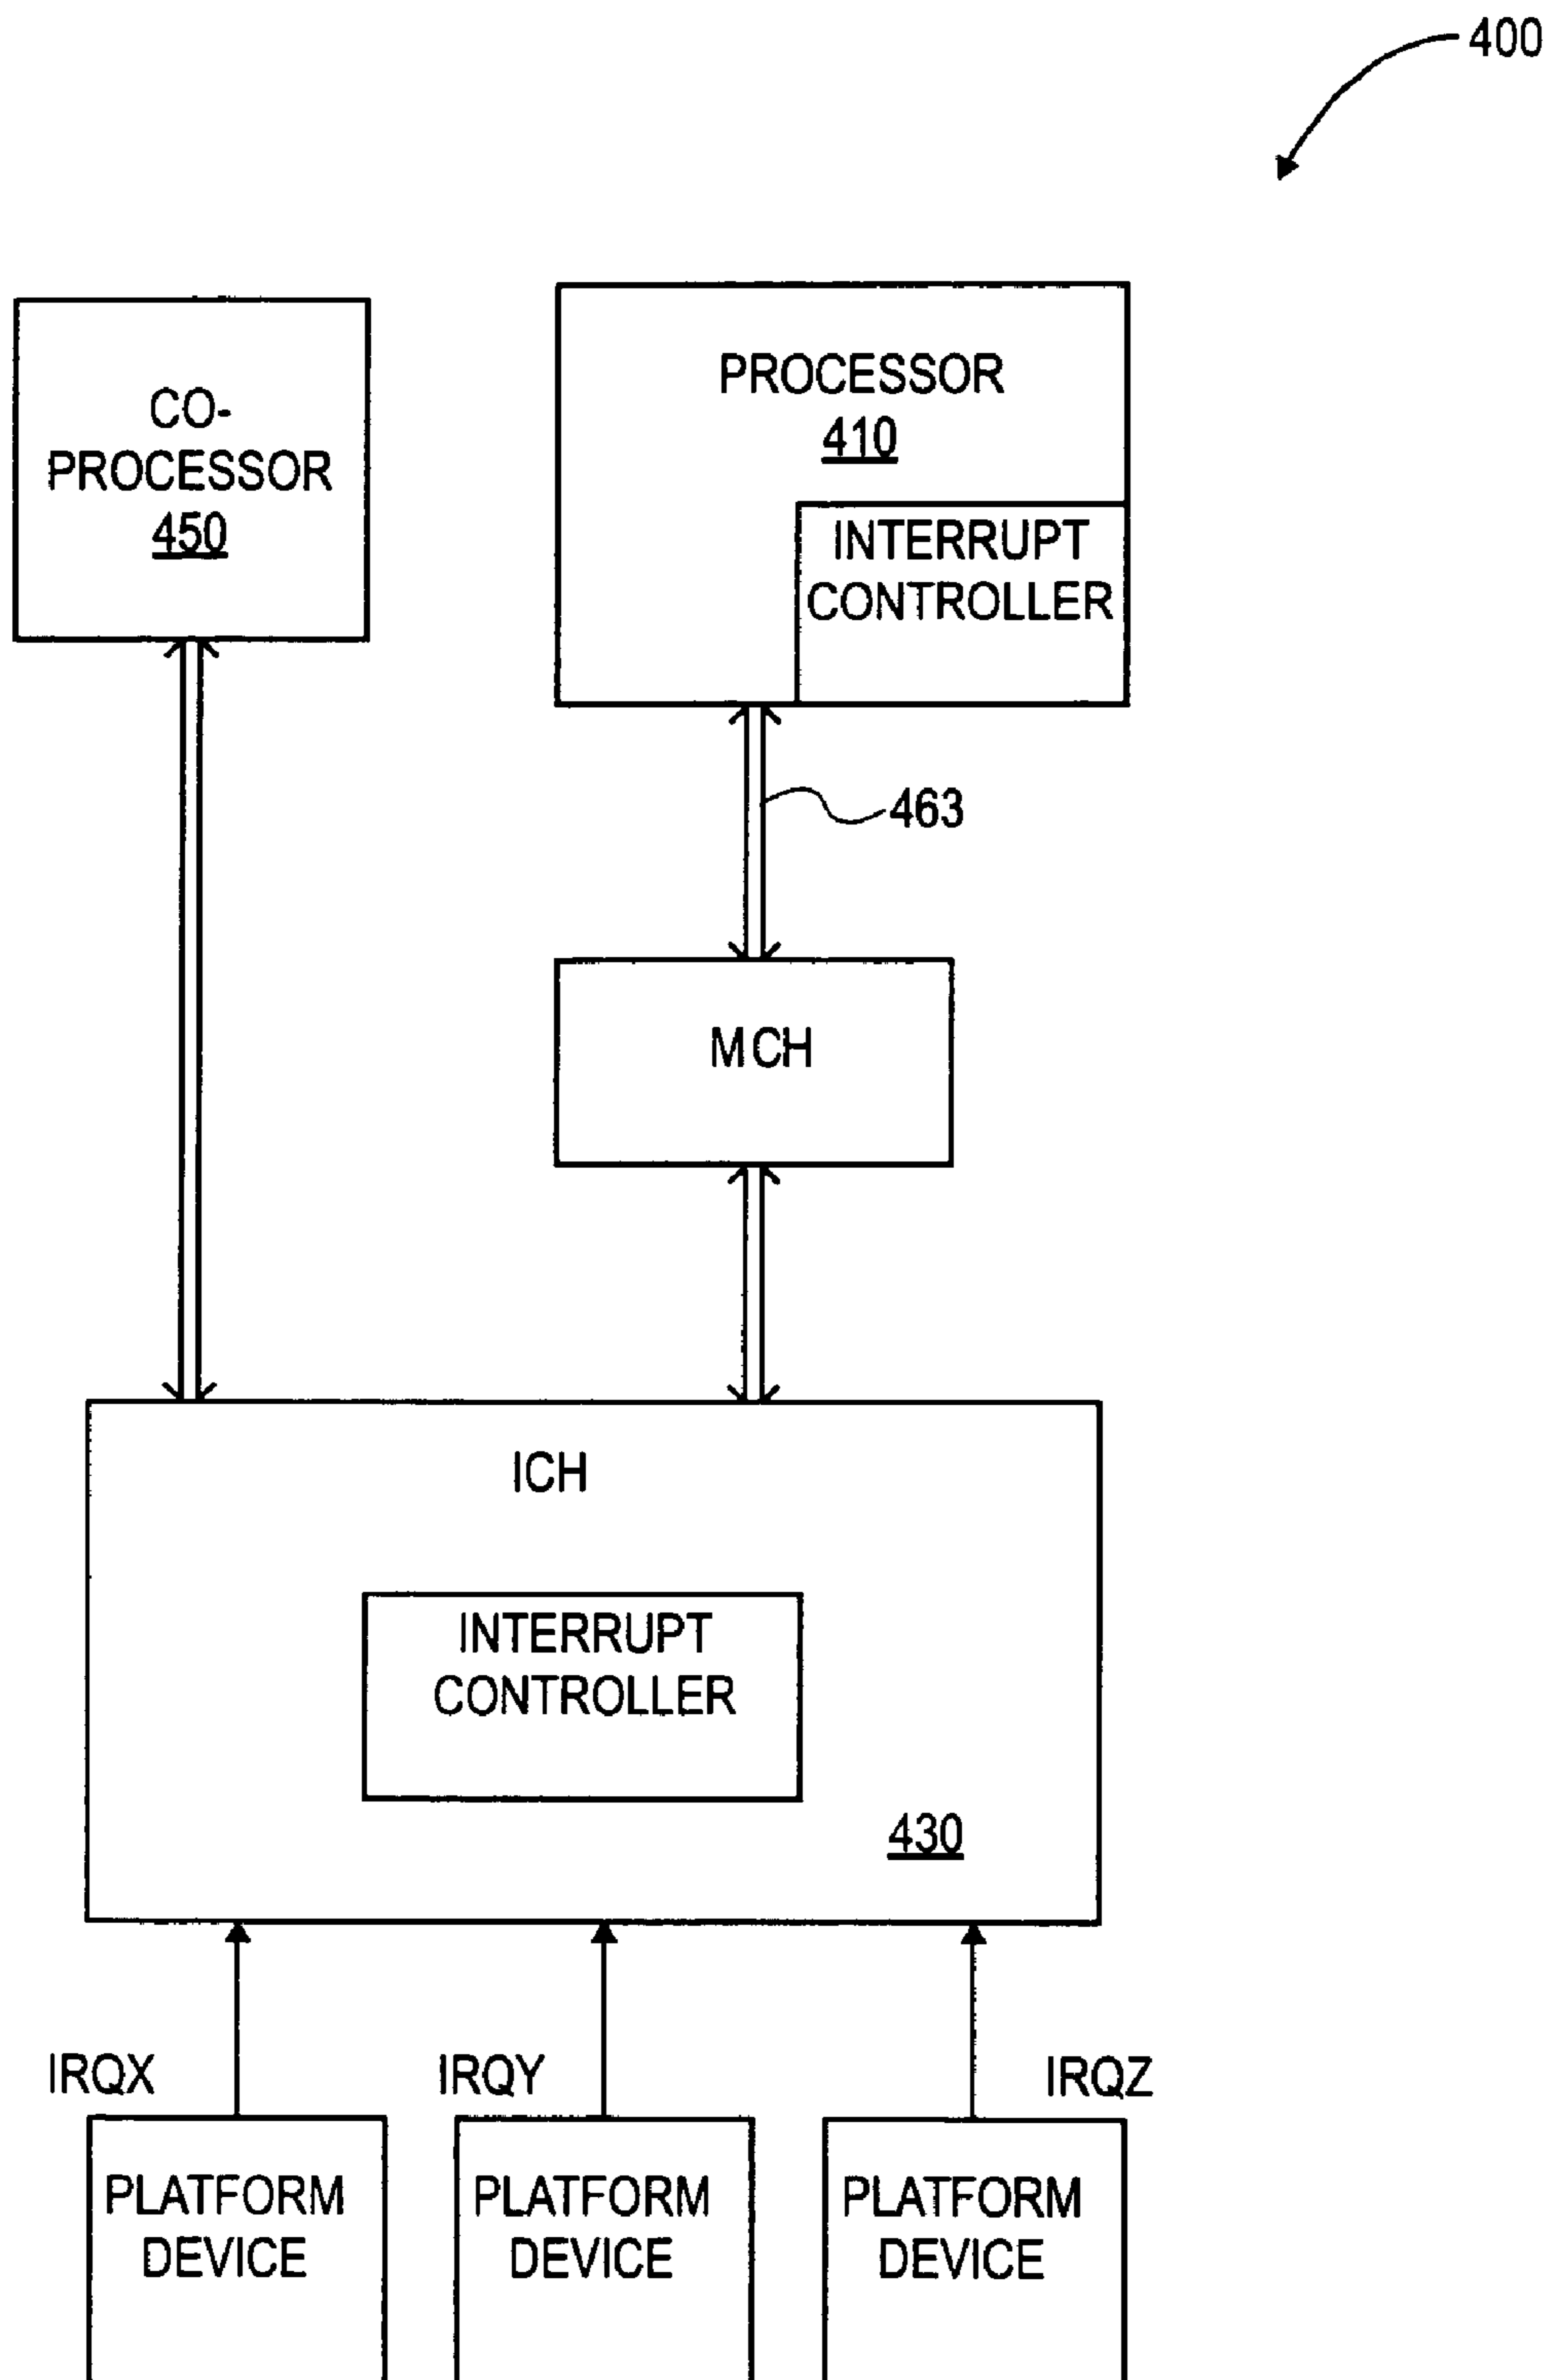 400
CO-
PROCESSOR
450
PROCESSOR
410
INTERRUPT
CONTROLLER
463
MCH
ICH
INTERRUPT
CONTROLLER
430
IRQX
IRQY
IRQZ
PLATFORM
DEVICE
PLATFORM
DEVICE
PLATFORM
DEVICE